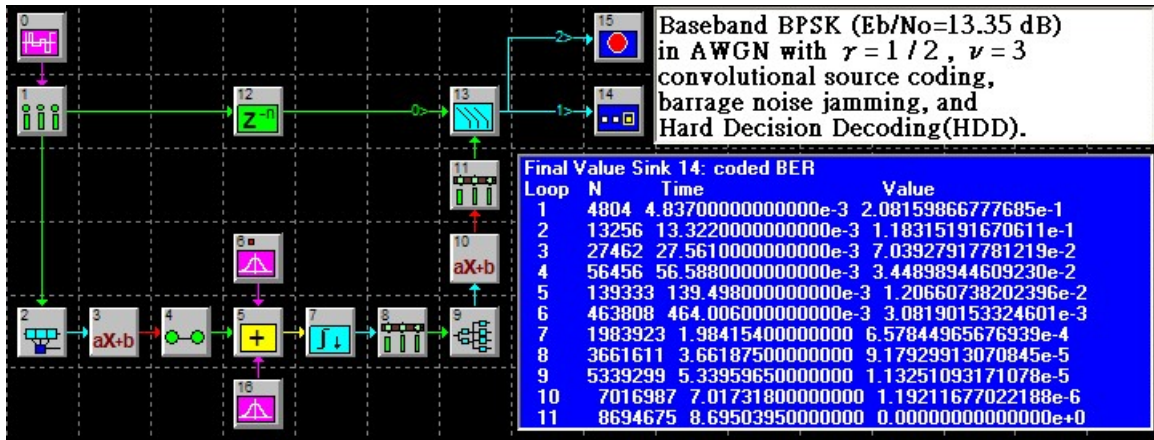 0
15
Baseband BPSK (Eb/No=13.35 dB)
in AWGN with r = 1 / 2 , ν = 3
convolutional source coding,
barrage noise jamming, and
Hard Decision Decoding(HDD).
2>
1
12
Z⁻ⁿ
0>
13
1>
14
11
Final Value Sink 14: coded BER
Loop N Time Value
1 4804 4.83700000000000e-3 2.08159866777685e-1
2 13256 13.3220000000000e-3 1.18315191670611e-1
3 27462 27.5610000000000e-3 7.03927917781219e-2
4 56456 56.5880000000000e-3 3.44898944609230e-2
5 139333 139.498000000000e-3 1.20660738202396e-2
6 463808 464.006000000000e-3 3.08190153324601e-3
7 1983923 1.98415400000000 6.57844965676939e-4
8 3661611 3.66187500000000 9.17929913070845e-5
9 5339299 5.33959650000000 1.13251093171078e-5
10 7016987 7.01731800000000 1.19211677022188e-6
11 8694675 8.69503950000000 0.00000000000000e+0
6
10
aX+b
2
3
aX+b
4
5
+
7
8
9
16